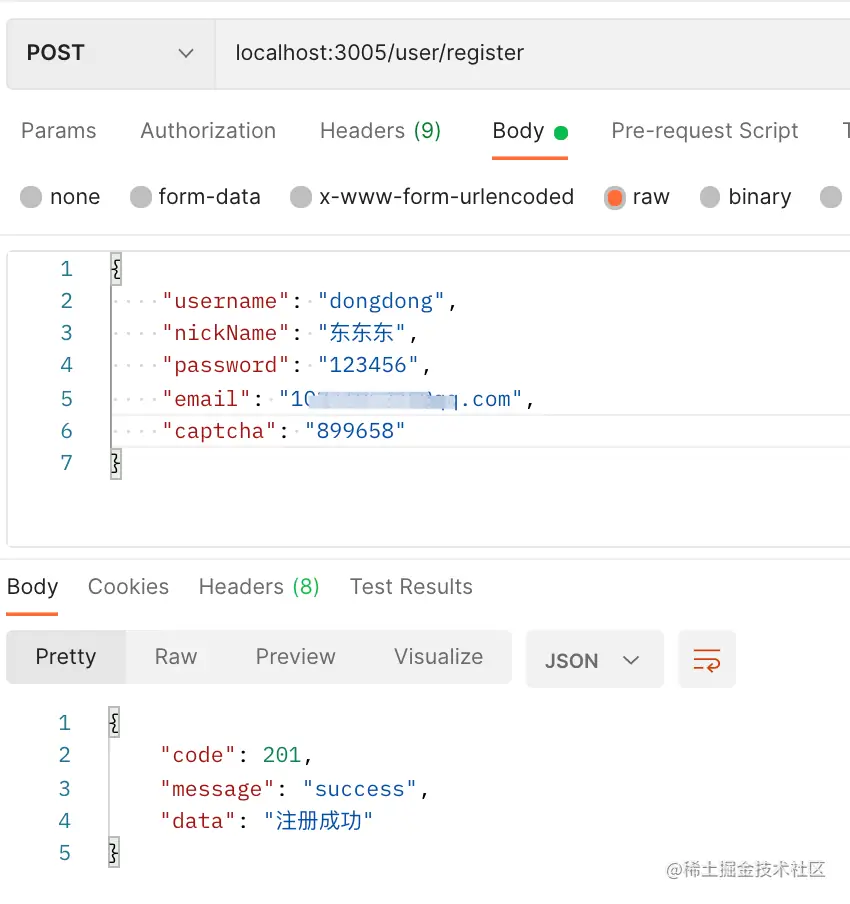 POST localhost:3005/user/register
Params Authorization Headers (9) Body Pre-request Script
none form-data x-www-form-urlencoded raw binary
1 {
2 "username": "dongdong",
3 "nickName": "东东东",
4 "password": "123456",
5 "email": "10 qq.com",
6 "captcha": "899658"
7 }
Body Cookies Headers (8) Test Results
Pretty Raw Preview Visualize JSON
1 {
2 "code": 201,
3 "message": "success",
4 "data": "注册成功"
5 }
@稀土掘金技术社区